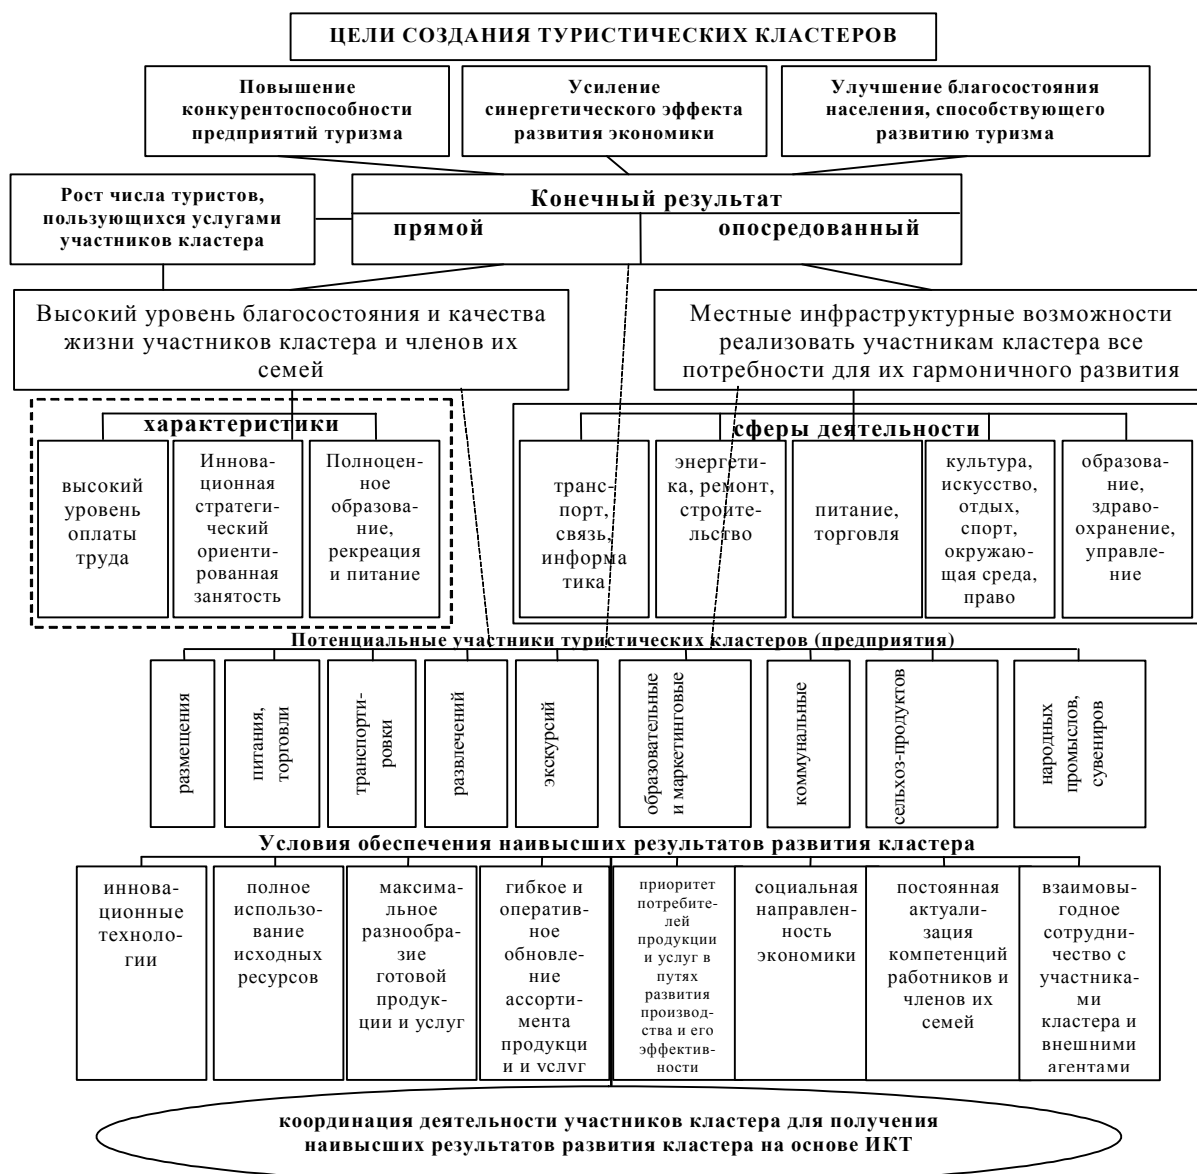 ЦЕЛИ СОЗДАНИЯ ТУРИСТИЧЕСКИХ КЛАСТЕРОВ
Повышение
конкурентоспособности
предприятий туризма
Усиление
синергетического эффекта
развития экономики
Улучшение благосостояния
населения, способствующего
развитию туризма
Рост числа туристов,
пользующихся услугами
участников кластера
Конечный результат
прямой
опосредованный
Высокий уровень благосостояния и качества
жизни участников кластера и членов их
семей
Местные инфраструктурные возможности
реализовать участникам кластера все
потребности для их гармоничного развития
характеристики
высокий
уровень
оплаты
труда
Иннова-
ционная
стратеги-
ческий
ориенти-
рованная
занятость
Полноцен-
ное
образова-
ние,
рекреация
и питание
сферы деятельности
транс-
порт,
связь,
информа
тика
энергети-
ка, ремонт,
строите-
льство
питание,
торговля
культура,
искусство,
отдых,
спорт,
окружаю-
щая среда,
право
образова-
ние,
здраво-
охранение,
управле-
ние
Потенциальные участники туристических кластеров (предприятия)
размещения
питания,
торговли
транспорти-
ровки
развлечений
экскурсий
образовательные
и маркетинговые
коммунальные
сельхоз-продуктов
народных
промыслов,
сувениров
Условия обеспечения наивысших результатов развития кластера
иннова-
ционные
техноло-
гии
полное
использо-
вание
исходных
ресурсов
максима-
льное
разнообра-
зие
готовой
продук-
ции и услуг
гибкое и
оператив-
ное
обновле-
ние
ассорти-
мента
продукци
и и услуг
приоритет
потребите-
лей
продукции
и услуг в
путях
развития
производ-
ства и его
эффектив-
ности
социальная
направлен-
ность
экономики
постоянная
актуали-
зация
компетенций
работников и
членов их
семей
взаимовы-
годное
сотрудни-
чество с
участника-
ми
кластера и
внешними
агентами
координация деятельности участников кластера для получения
наивысших результатов развития кластера на основе ИКТ